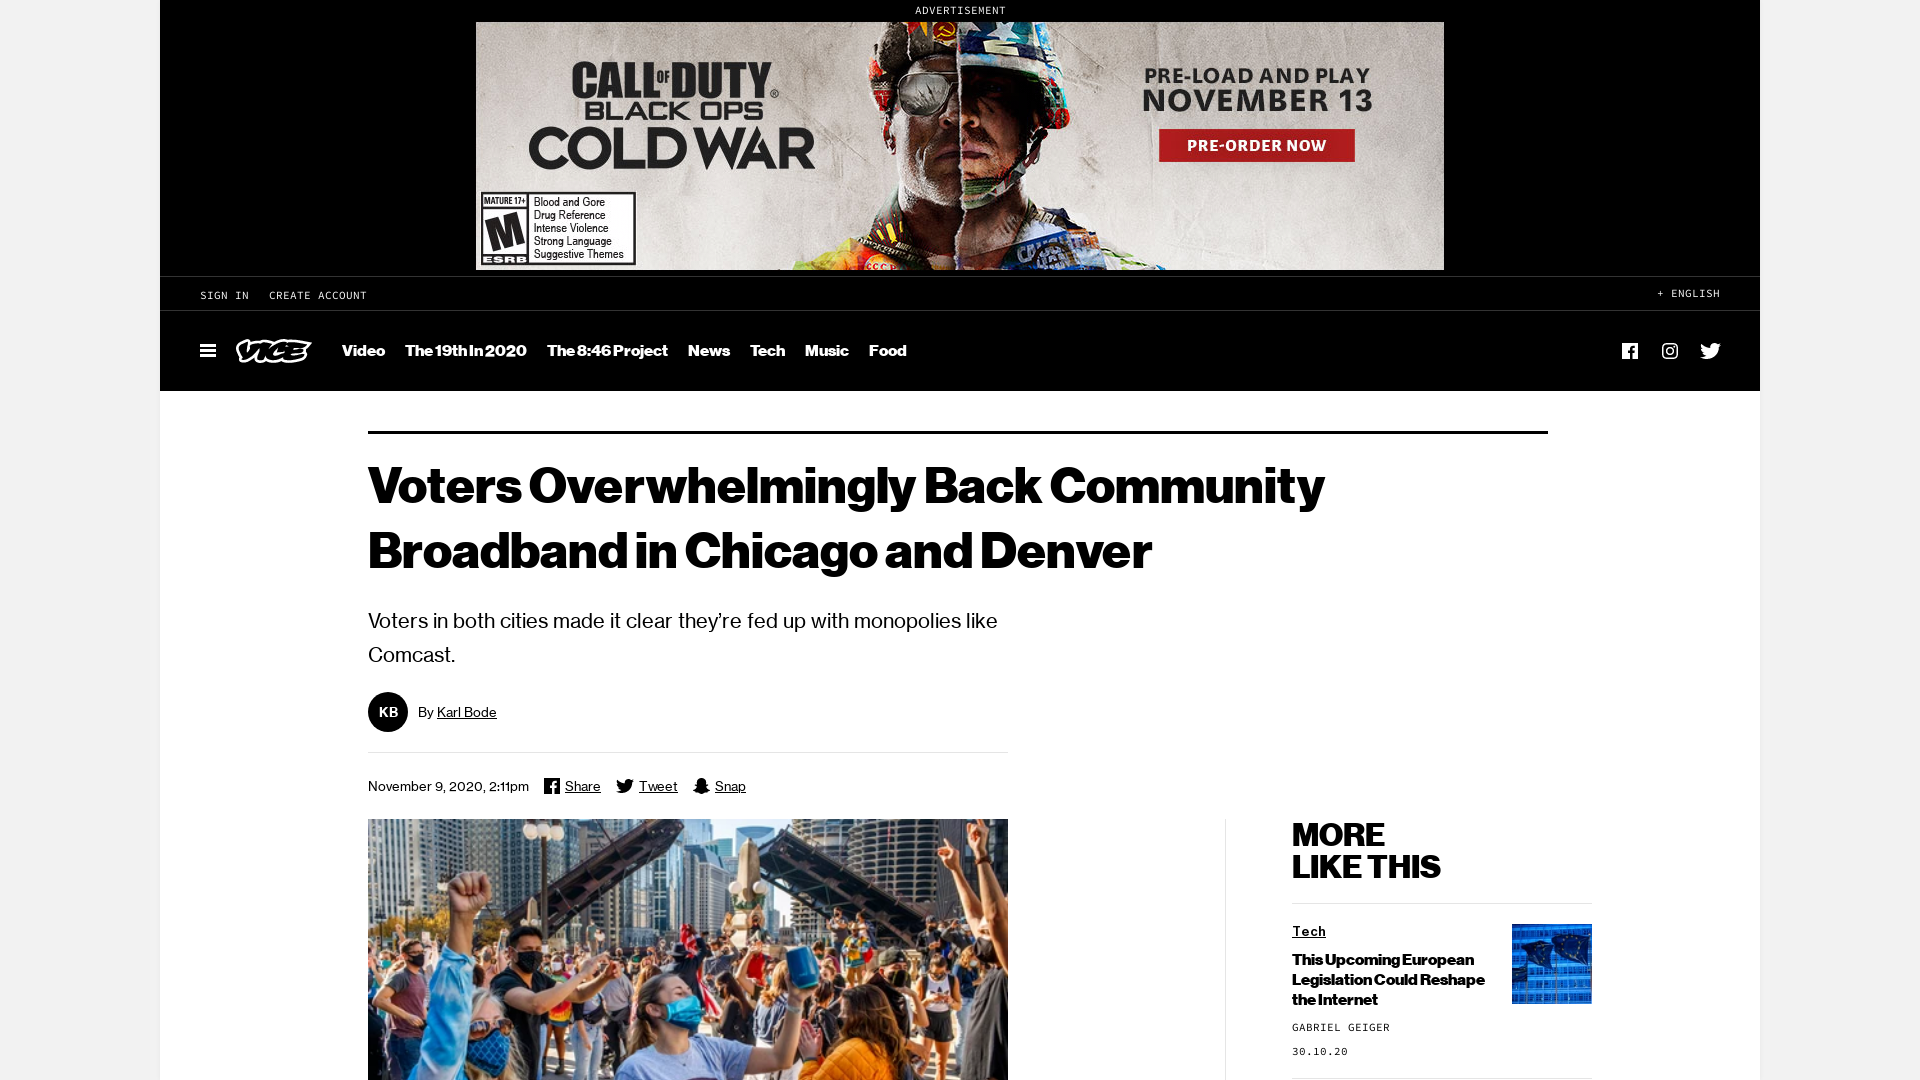 ADVERTISEMENT
CALL OF DUTY®
BLACK OPS
COLD WAR
PRE-LOAD AND PLAY
NOVEMBER 13
PRE-ORDER NOW
MATURE 17+
M
ESRB
Blood and Gore
Drug Reference
Intense Violence
Strong Language
Suggestive Themes
SIGN IN CREATE ACCOUNT
+ ENGLISH
VICE Video The 19th In 2020 The 8:46 Project News Tech Music Food
Voters Overwhelmingly Back Community
Broadband in Chicago and Denver
Voters in both cities made it clear they’re fed up with monopolies like
Comcast.
KB By Karl Bode
November 9, 2020, 2:11pm Share Tweet Snap
MORE
LIKE THIS
Tech
This Upcoming European
Legislation Could Reshape
the Internet
GABRIEL GEIGER
30.10.20